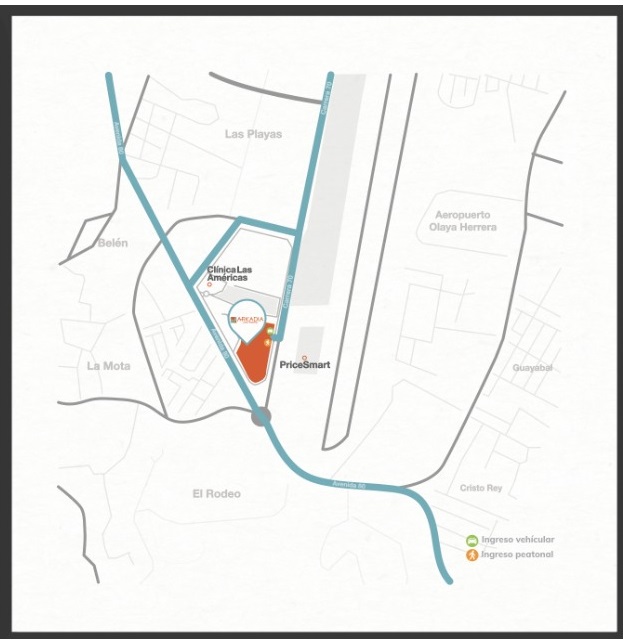 Carrera 70
Avenida 80
Las Playas
Aeropuerto
Olaya Herrera
Belén
Clínica Las
Américas
Carrera 70
ARKADIA
Avenida 80
PriceSmart
La Mota
Guayabal
Avenida 80
Cristo Rey
El Rodeo
Ingreso vehícular
Ingreso peatonal